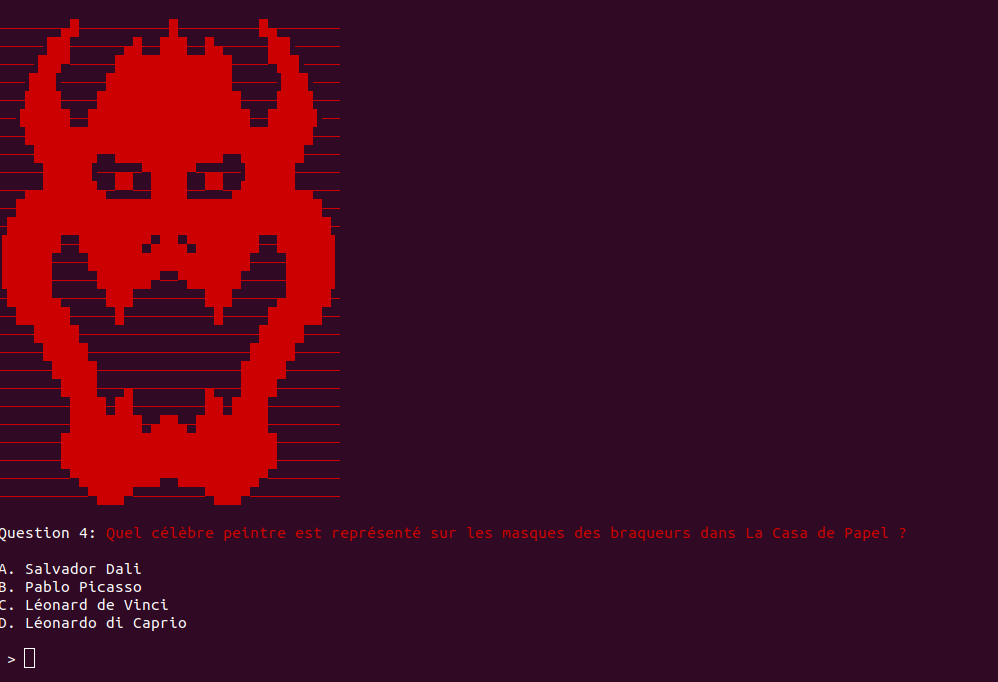 Question 4: Quel célèbre peintre est représenté sur les masques des braqueurs dans La Casa de Papel ?
A. Salvador Dali
B. Pablo Picasso
C. Léonard de Vinci
D. Léonardo di Caprio
>